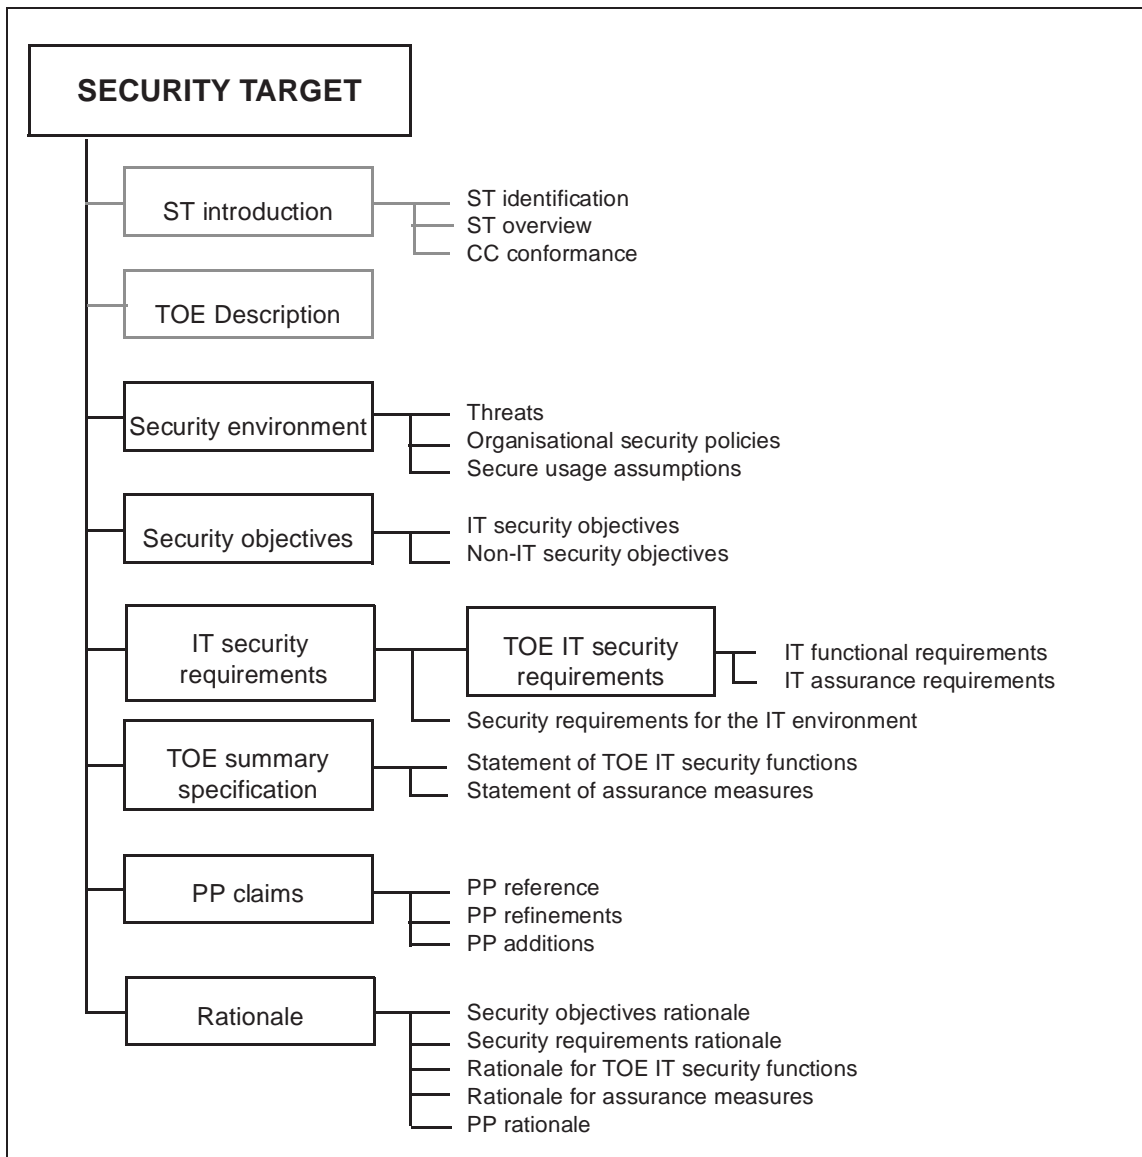 SECURITY TARGET
ST introduction
ST identification
ST overview
CC conformance
TOE Description
Security environment
Threats
Organisational security policies
Secure usage assumptions
Security objectives
IT security objectives
Non-IT security objectives
IT security
requirements
TOE IT security
requirements
IT functional requirements
IT assurance requirements
Security requirements for the IT environment
TOE summary
specification
Statement of TOE IT security functions
Statement of assurance measures
PP claims
PP reference
PP refinements
PP additions
Rationale
Security objectives rationale
Security requirements rationale
Rationale for TOE IT security functions
Rationale for assurance measures
PP rationale